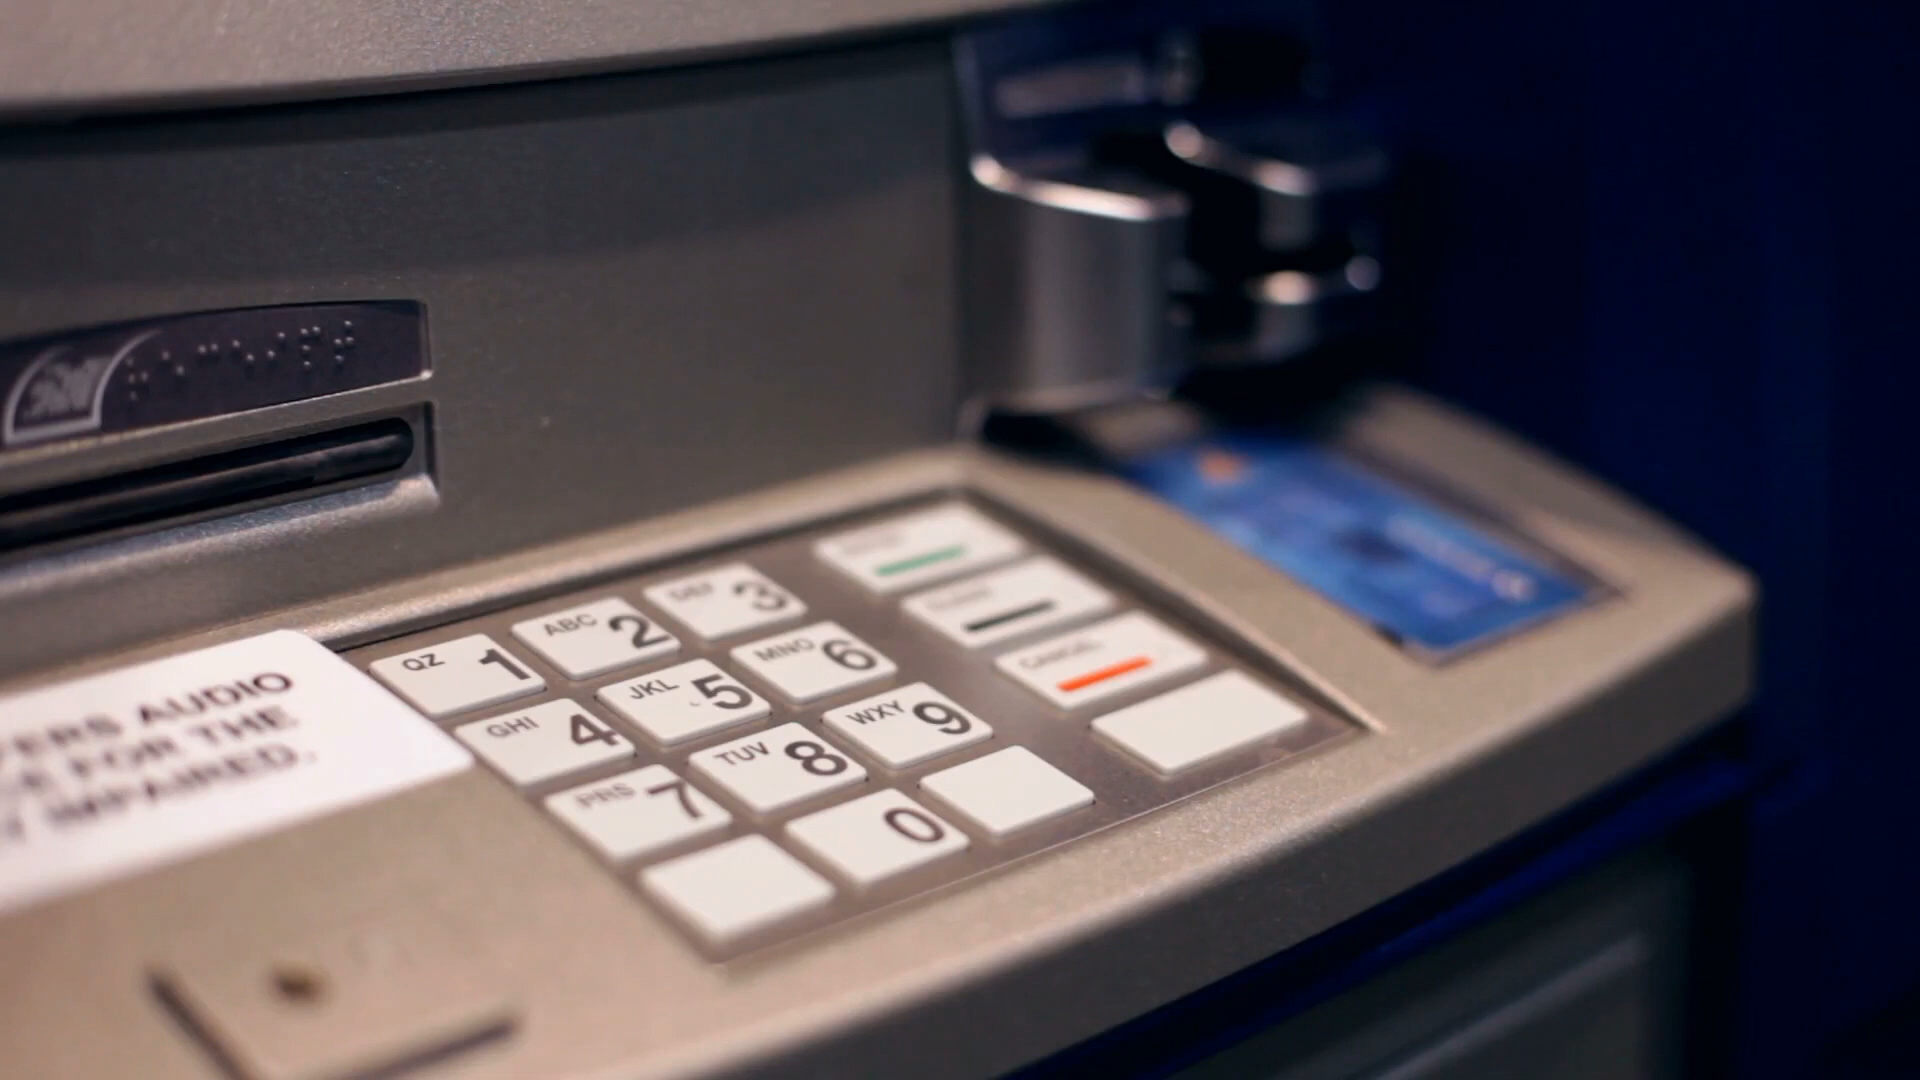 QZ 1
ABC 2
DEF 3
GHI 4
JKL 5
MNO 6
CANCEL
PRS 7
TUV 8
WXY 9
0
AUDIO
FOR THE
IMPAIRED.